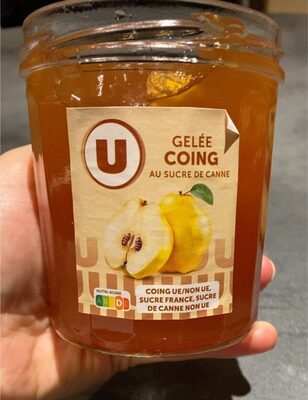 U
GELÉE
COING
AU SUCRE DE CANNE
NUTRI-SCORE
COING UE/NON UE,
SUCRE FRANCE, SUCRE
DE CANNE NON UE